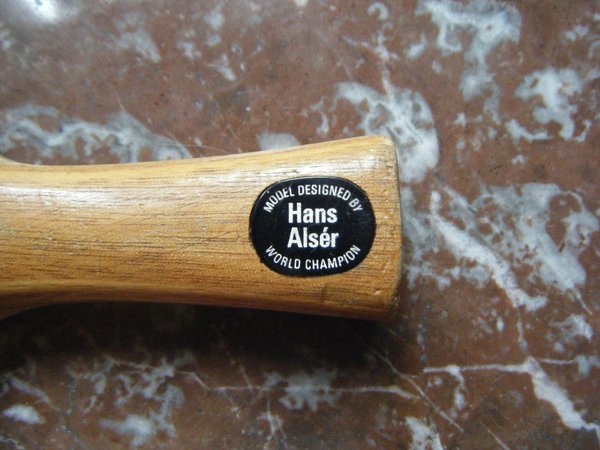 MODEL DESIGNED BY
Hans
Alsér
WORLD CHAMPION